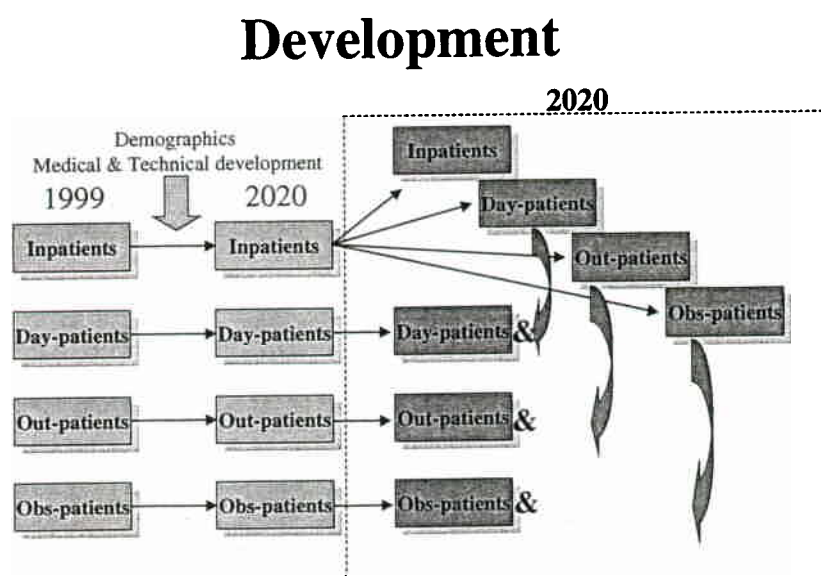 Development
2020
Demographics
Medical & Technical development
1999
2020
Inpatients
Inpatients
Inpatients
Day-patients
Out-patients
Obs-patients
Day-patients
Day-patients
Day-patients &
Out-patients
Out-patients
Out-patients &
Obs-patients
Obs-patients
Obs-patients &